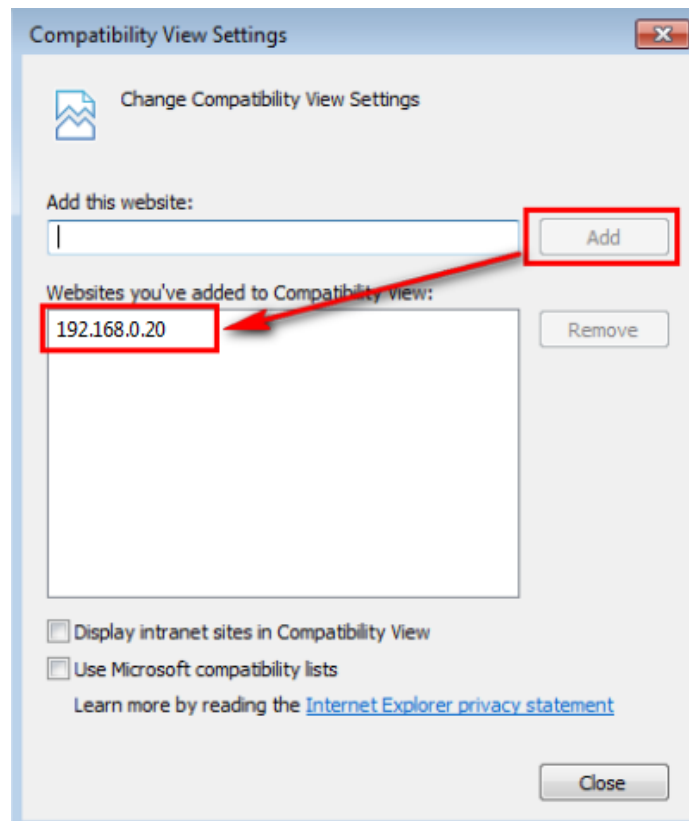 Compatibility View Settings
Change Compatibility View Settings
Add this website:
Add
Websites you've added to Compatibility View:
192.168.0.20
Remove
Display intranet sites in Compatibility View
Use Microsoft compatibility lists
Learn more by reading the Internet Explorer privacy statement
Close